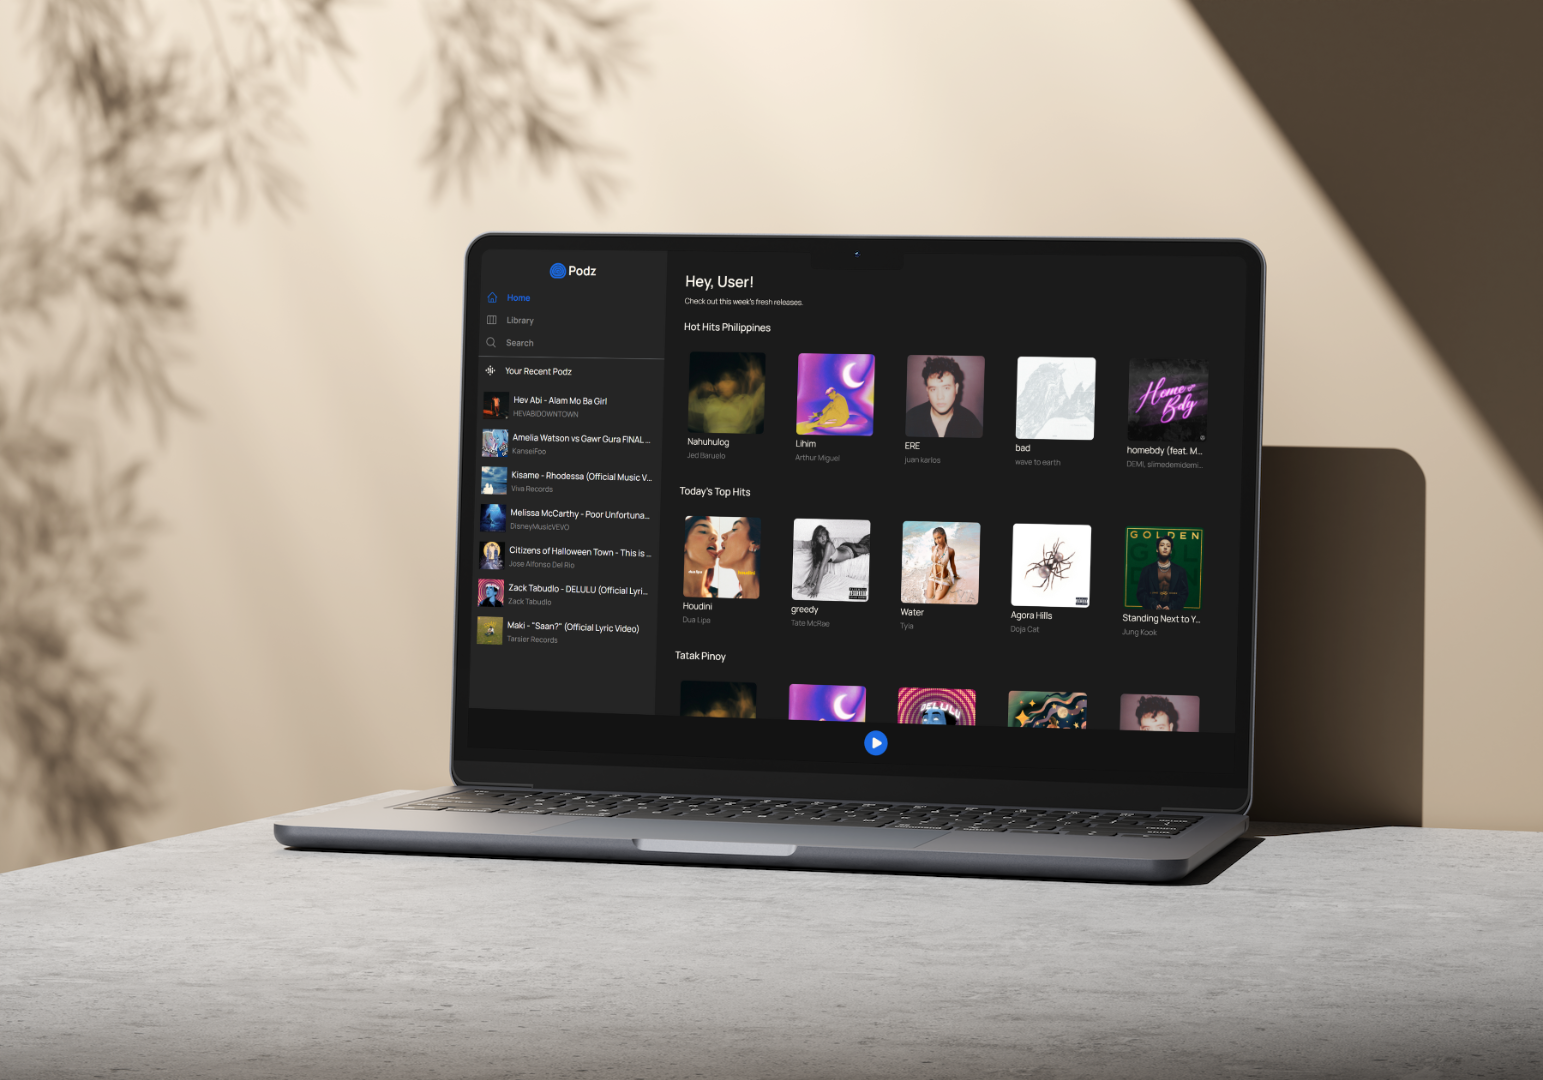 Podz
Home
Library
Search
Your Recent Podz
Hev Abi - Alam Mo Ba Girl
HEVABIDOWNTOWN
Amelia Watson vs Gawr Gura FINAL ...
KanseiFoo
Kisame - Rhodessa (Official Music V...
Viva Records
Melissa McCarthy - Poor Unfortuna...
DisneyMusicVEVO
Citizens of Halloween Town - This is ...
Jose Alfonso Del Rio
Zack Tabudlo - DELULU (Official Lyri...
Zack Tabudlo
Maki - "Saan?" (Official Lyric Video)
Tarsier Records
Hey, User!
Check out this week's fresh releases.
Hot Hits Philippines
Home
Bdy
Nahuhulog
Jed Baruelo
Lihim
Arthur Miguel
ERE
juan karlos
bad
wave to earth
homebdy (feat. M...
DEMI, slimedemidemi...
Today's Top Hits
GOLDEN
Houdini
Dua Lipa
greedy
Tate McRae
Water
Tyla
Agora Hills
Doja Cat
Standing Next to Y...
Jung Kook
Tatak Pinoy
DELULU